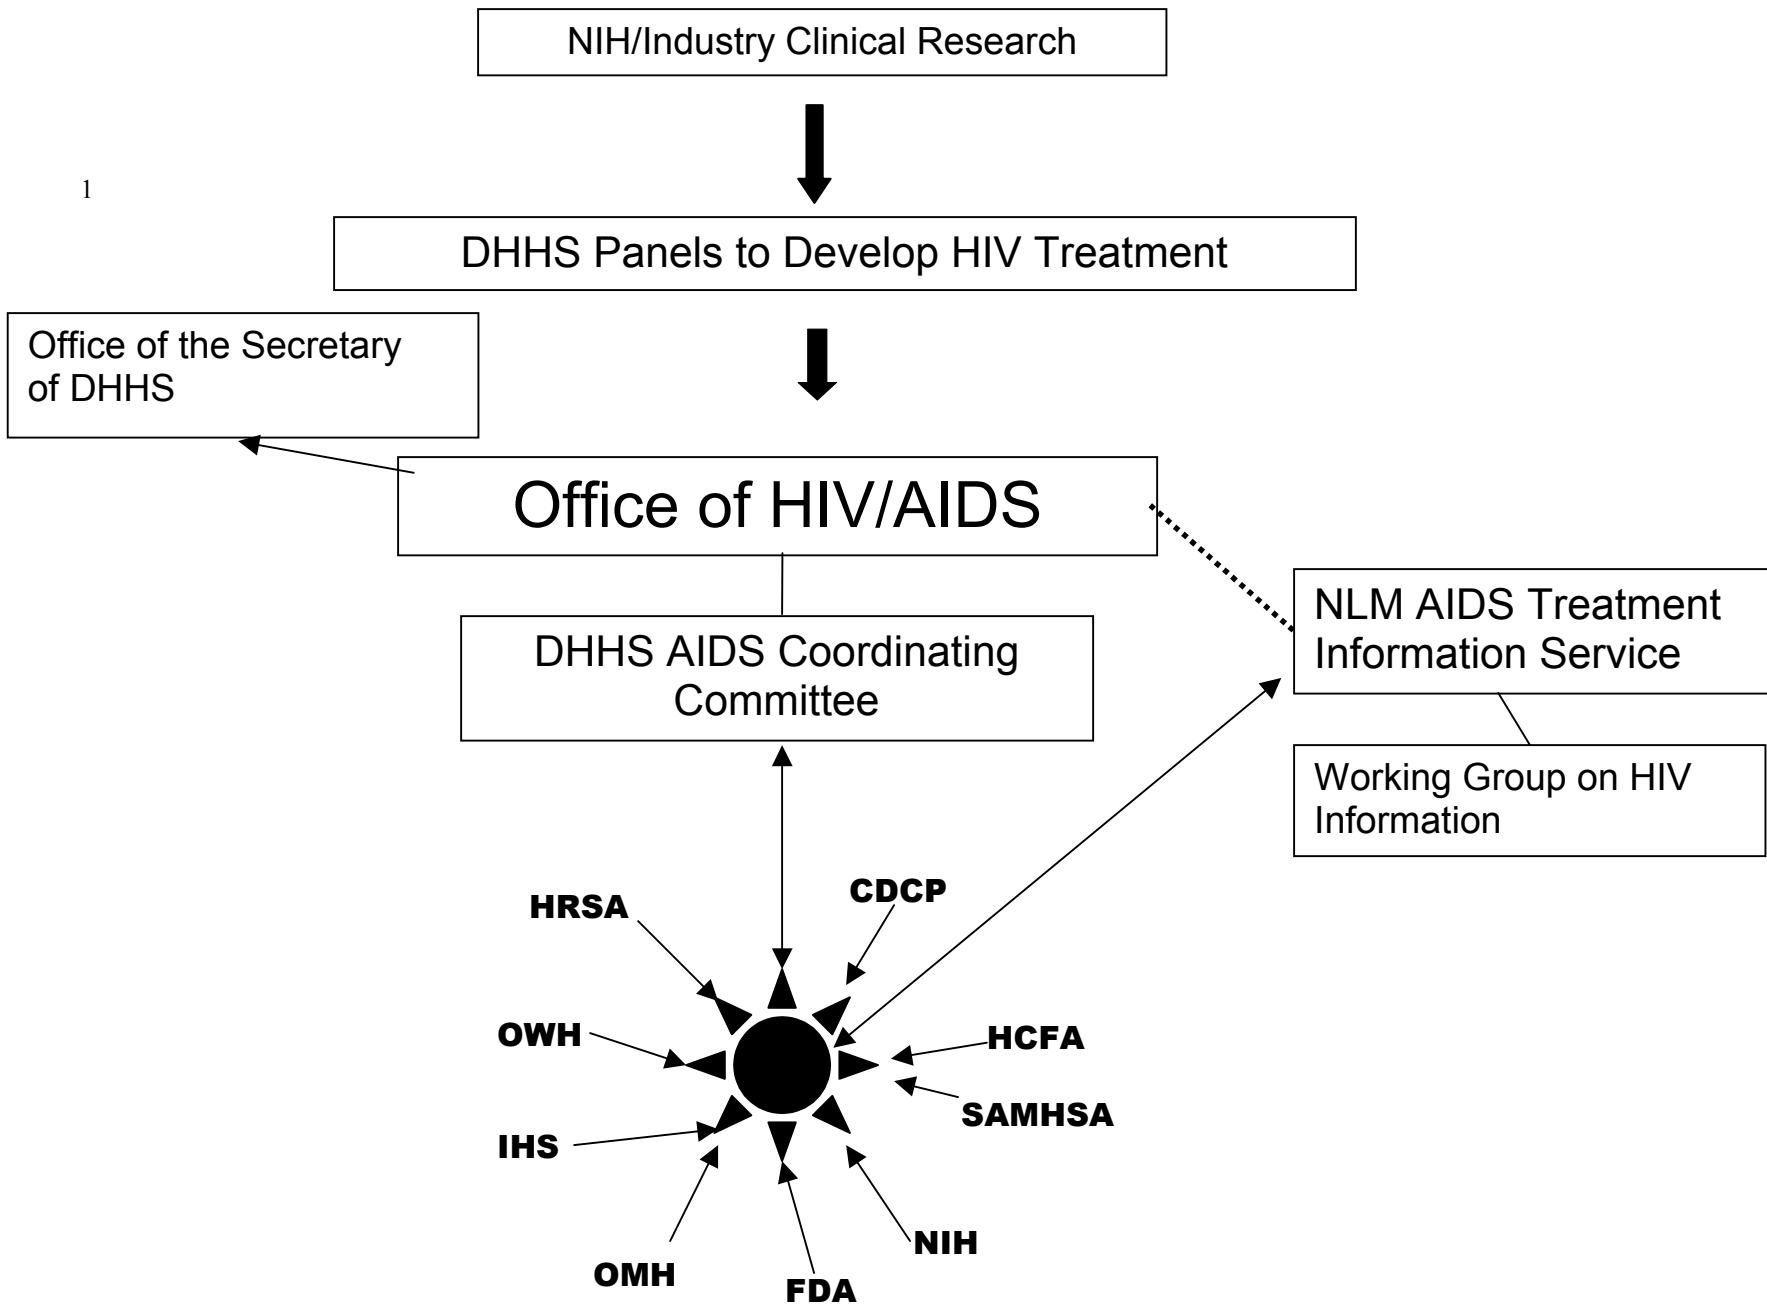 NIH/Industry Clinical Research
1
DHHS Panels to Develop HIV Treatment
Office of the Secretary
of DHHS
Office of HIV/AIDS
NLM AIDS Treatment
Information Service
DHHS AIDS Coordinating
Committee
Working Group on HIV
Information
CDCP
HRSA
OWH
HCFA
SAMHSA
IHS
NIH
OMH
FDA